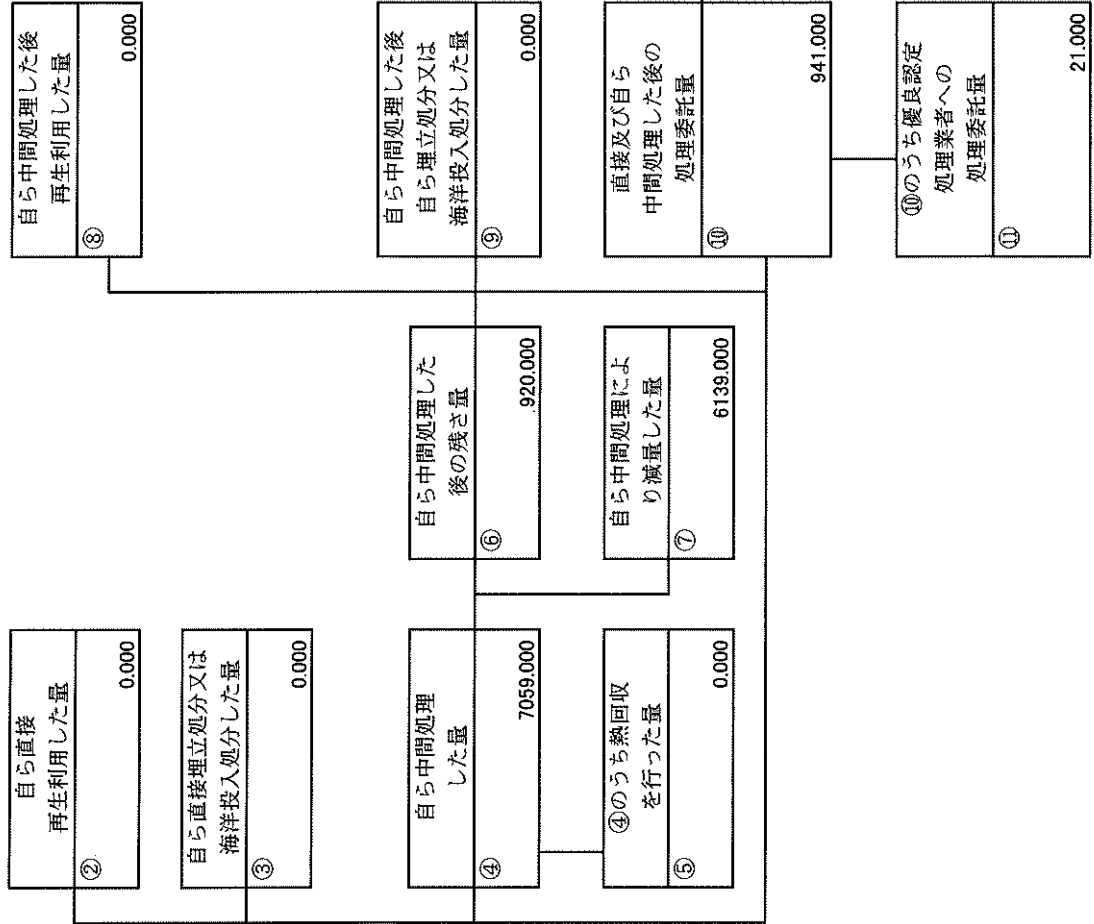 自ら直接
再生利用した量
②
0.000
自ら直接埋立処分又は
海洋投入処分した量
③
0.000
自ら中間処理
した量
④
7059.000
④のうち熱回収
を行った量
⑤
0.000
自ら中間処理した
後の残さ量
⑥
920.000
自ら中間処理によ
り減量した量
⑦
6139.000
自ら中間処理した後
再生利用した量
⑧
0.000
自ら中間処理した後
自ら埋立処分又は
海洋投入処分した量
⑨
0.000
直接及び自ら
中間処理した後の
処理委託量
⑩
941.000
⑩のうち優良認定
処理業者への
処理委託量
⑪
21.000